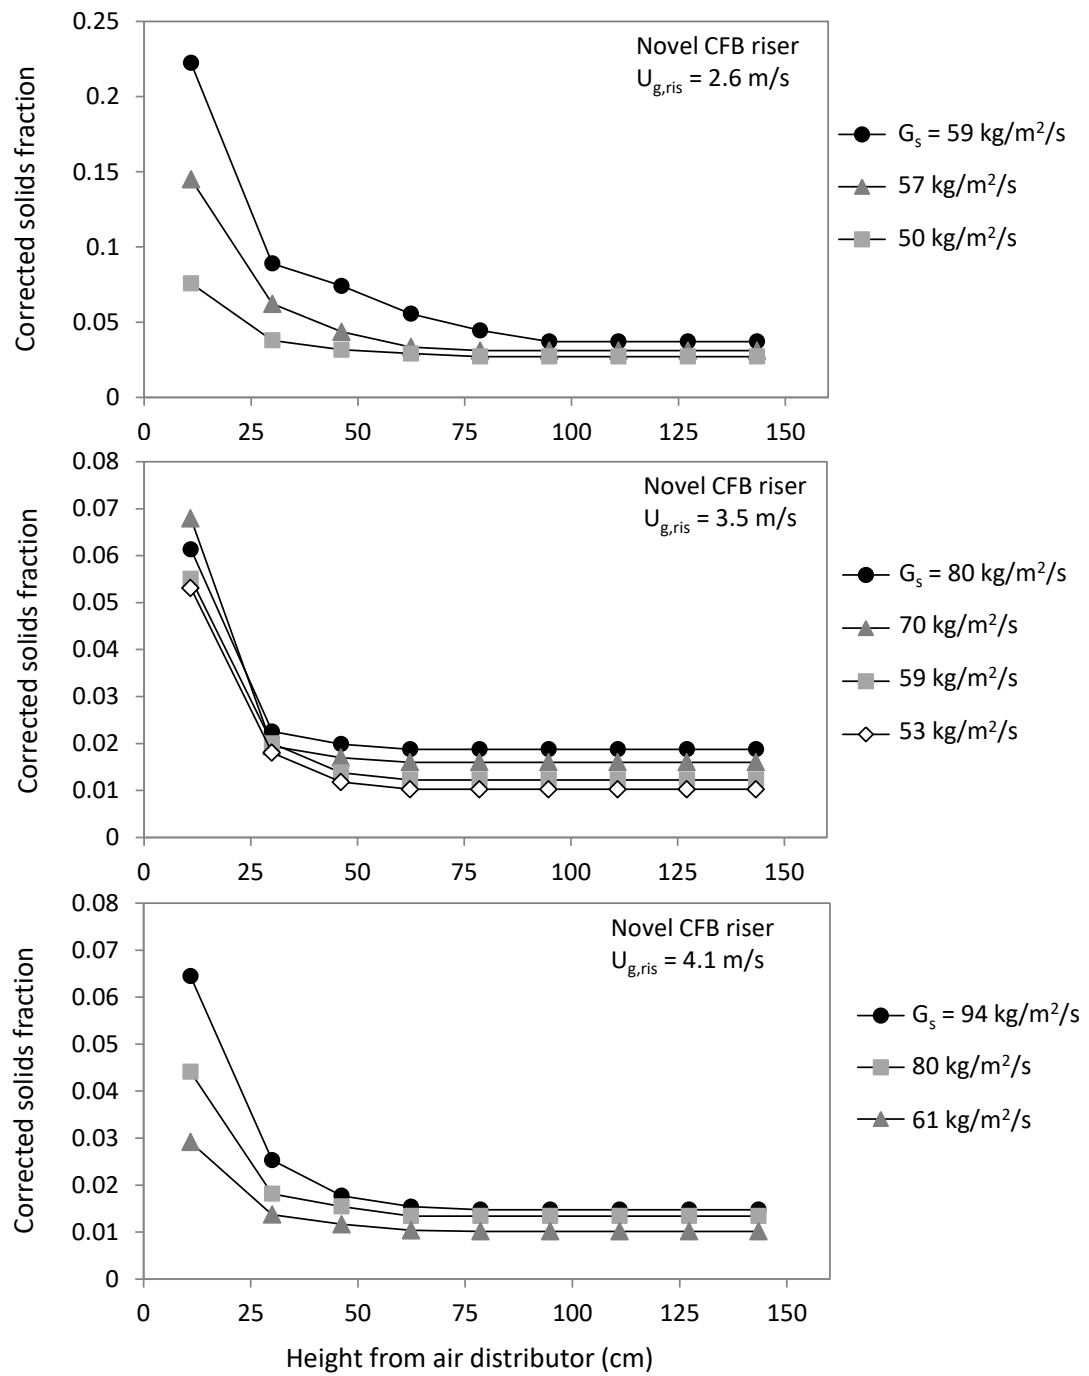 0.25
0.2
0.15
0.1
0.05
0
0 25 50 75 100 125 150
Corrected solids fraction
Novel CFB riser
U_g,ris = 2.6 m/s
G_s = 59 kg/m²/s
57 kg/m²/s
50 kg/m²/s
0.08
0.07
0.06
0.05
0.04
0.03
0.02
0.01
0
0 25 50 75 100 125 150
Corrected solids fraction
Novel CFB riser
U_g,ris = 3.5 m/s
G_s = 80 kg/m²/s
70 kg/m²/s
59 kg/m²/s
53 kg/m²/s
0.08
0.07
0.06
0.05
0.04
0.03
0.02
0.01
0
0 25 50 75 100 125 150
Corrected solids fraction
Novel CFB riser
U_g,ris = 4.1 m/s
G_s = 94 kg/m²/s
80 kg/m²/s
61 kg/m²/s
Height from air distributor (cm)